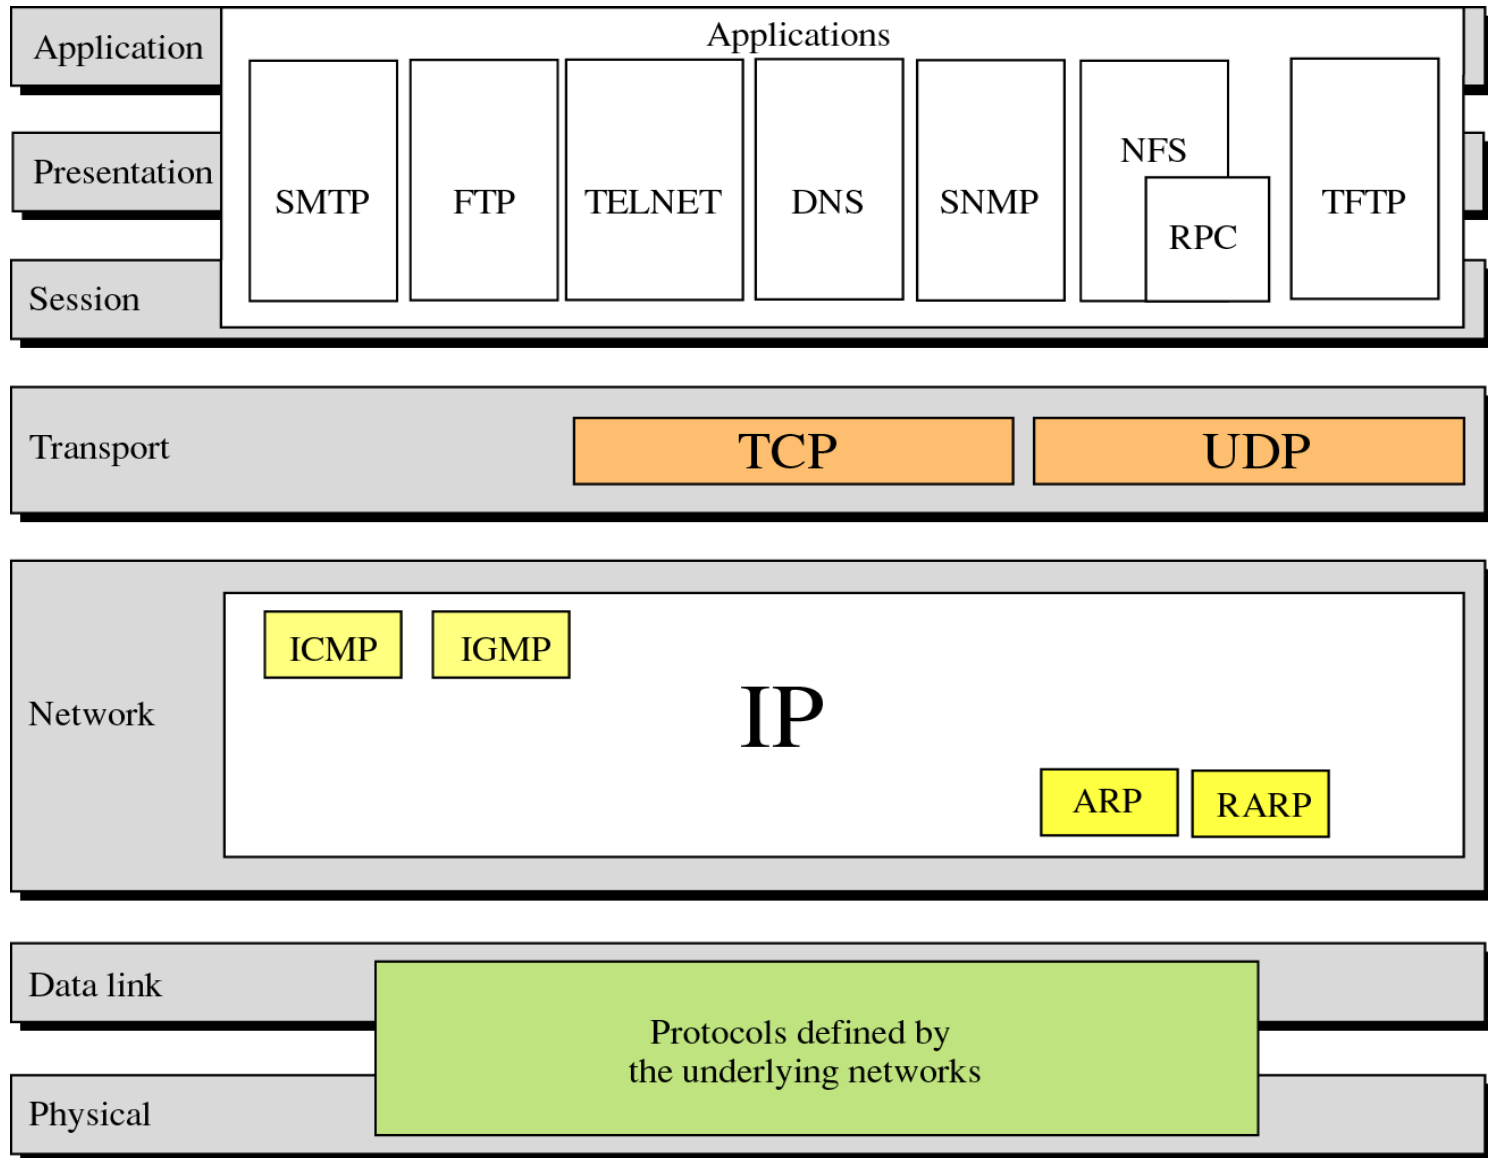 Application
Applications
Presentation
SMTP
FTP
TELNET
DNS
SNMP
NFS
RPC
TFTP
Session
Transport
TCP
UDP
Network
ICMP
IGMP
IP
ARP
RARP
Data link
Protocols defined by
the underlying networks
Physical